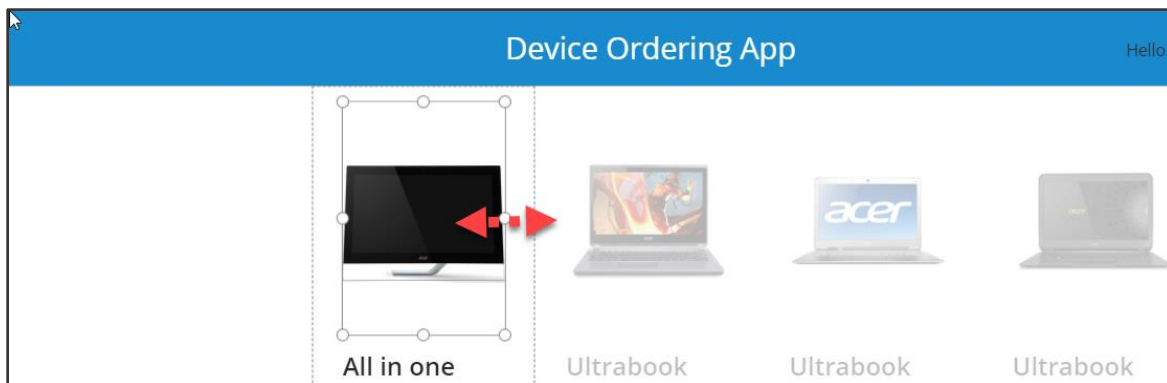 Device Ordering App
Hello
acer
All in one
Ultrabook
Ultrabook
Ultrabook